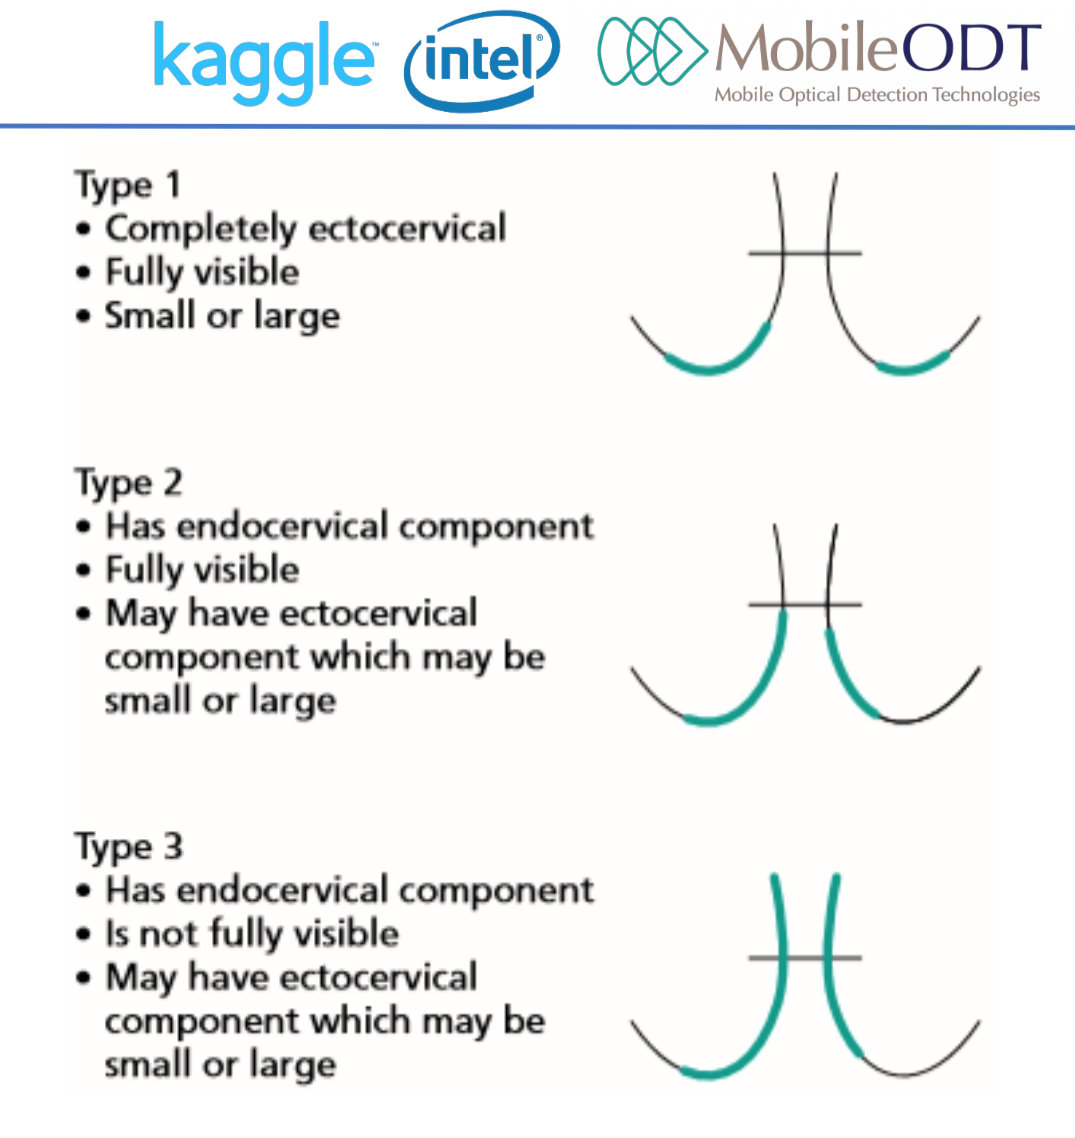 kaggle™ intel® MobileODT
Mobile Optical Detection Technologies
Type 1
• Completely ectocervical
• Fully visible
• Small or large
Type 2
• Has endocervical component
• Fully visible
• May have ectocervical
component which may be
small or large
Type 3
• Has endocervical component
• Is not fully visible
• May have ectocervical
component which may be
small or large